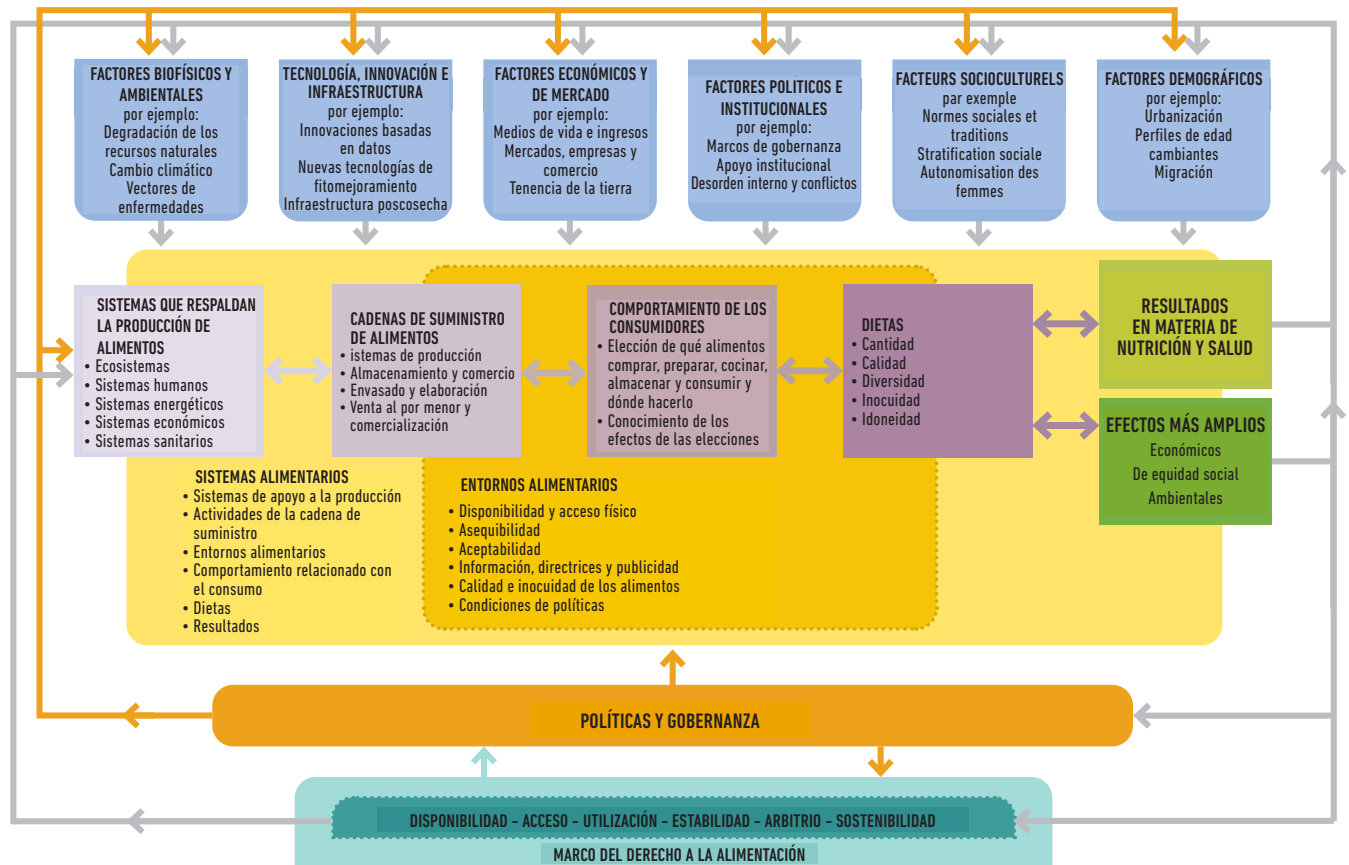 FACTORES BIOFÍSICOS Y
AMBIENTALES
por ejemplo:
Degradación de los
recursos naturales
Cambio climático
Vectores de
enfermedades
TECNOLOGÍA, INNOVACIÓN E
INFRAESTRUCTURA
por ejemplo:
Innovaciones basadas
en datos
Nuevas tecnologías de
fitomejoramiento
Infraestructura poscosecha
FACTORES ECONÓMICOS Y
DE MERCADO
por ejemplo:
Medios de vida e ingresos
Mercados, empresas y
comercio
Tenencia de la tierra
FACTORES POLÍTICOS E
INSTITUCIONALES
por ejemplo:
Marcos de gobernanza
Apoyo institucional
Desorden interno y conflictos
FACTEURS SOCIOCULTURELS
par exemple
Normes sociales et
traditions
Stratification sociale
Autonomisation des
femmes
FACTORES DEMOGRÁFICOS
por ejemplo:
Urbanización
Perfiles de edad
cambiantes
Migración
SISTEMAS QUE RESPALDAN
LA PRODUCCIÓN DE
ALIMENTOS
• Ecosistemas
• Sistemas humanos
• Sistemas energéticos
• Sistemas económicos
• Sistemas sanitarios
CADENAS DE SUMINISTRO
DE ALIMENTOS
• istemas de producción
• Almacenamiento y comercio
• Envasado y elaboración
• Venta al por menor y
comercialización
COMPORTAMIENTO DE LOS
CONSUMIDORES
• Elección de qué alimentos
comprar, preparar, cocinar,
almacenar y consumir y
dónde hacerlo
• Conocimiento de los
efectos de las elecciones
DIETAS
• Cantidad
• Calidad
• Diversidad
• Inocuidad
• Idoneidad
RESULTADOS
EN MATERIA DE
NUTRICIÓN Y SALUD
EFECTOS MÁS AMPLIOS
Económicos
De equidad social
Ambientales
SISTEMAS ALIMENTARIOS
• Sistemas de apoyo a la producción
• Actividades de la cadena de
suministro
• Entornos alimentarios
• Comportamiento relacionado con
el consumo
• Dietas
• Resultados
ENTORNOS ALIMENTARIOS
• Disponibilidad y acceso físico
• Asequibilidad
• Aceptabilidad
• Información, directrices y publicidad
• Calidad e inocuidad de los alimentos
• Condiciones de políticas
POLÍTICAS Y GOBERNANZA
DISPONIBILIDAD – ACCESO – UTILIZACIÓN – ESTABILIDAD – ARBITRIO – SOSTENIBILIDAD
MARCO DEL DERECHO A LA ALIMENTACIÓN